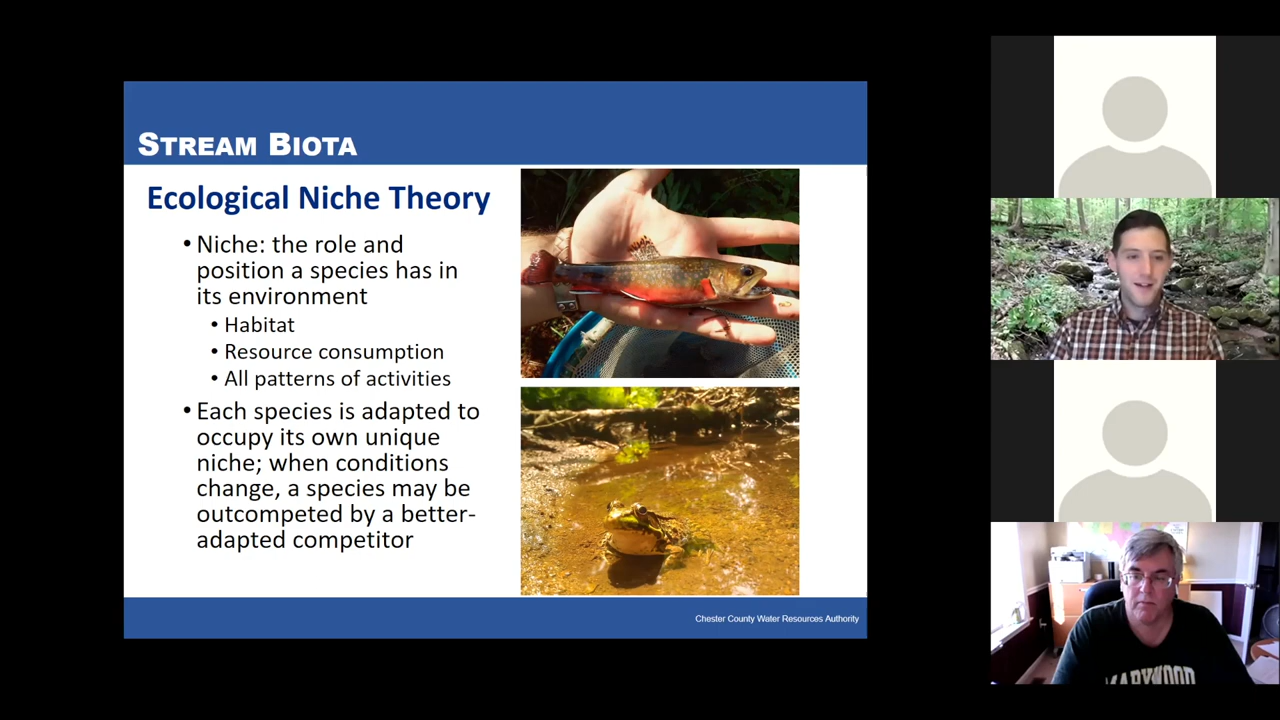 STREAM BIOTA
Ecological Niche Theory
• Niche: the role and
position a species has in
its environment
• Habitat
• Resource consumption
• All patterns of activities
• Each species is adapted to
occupy its own unique
niche; when conditions
change, a species may be
outcompeted by a better-
adapted competitor
Chester County Water Resources Authority
MARYWOOD